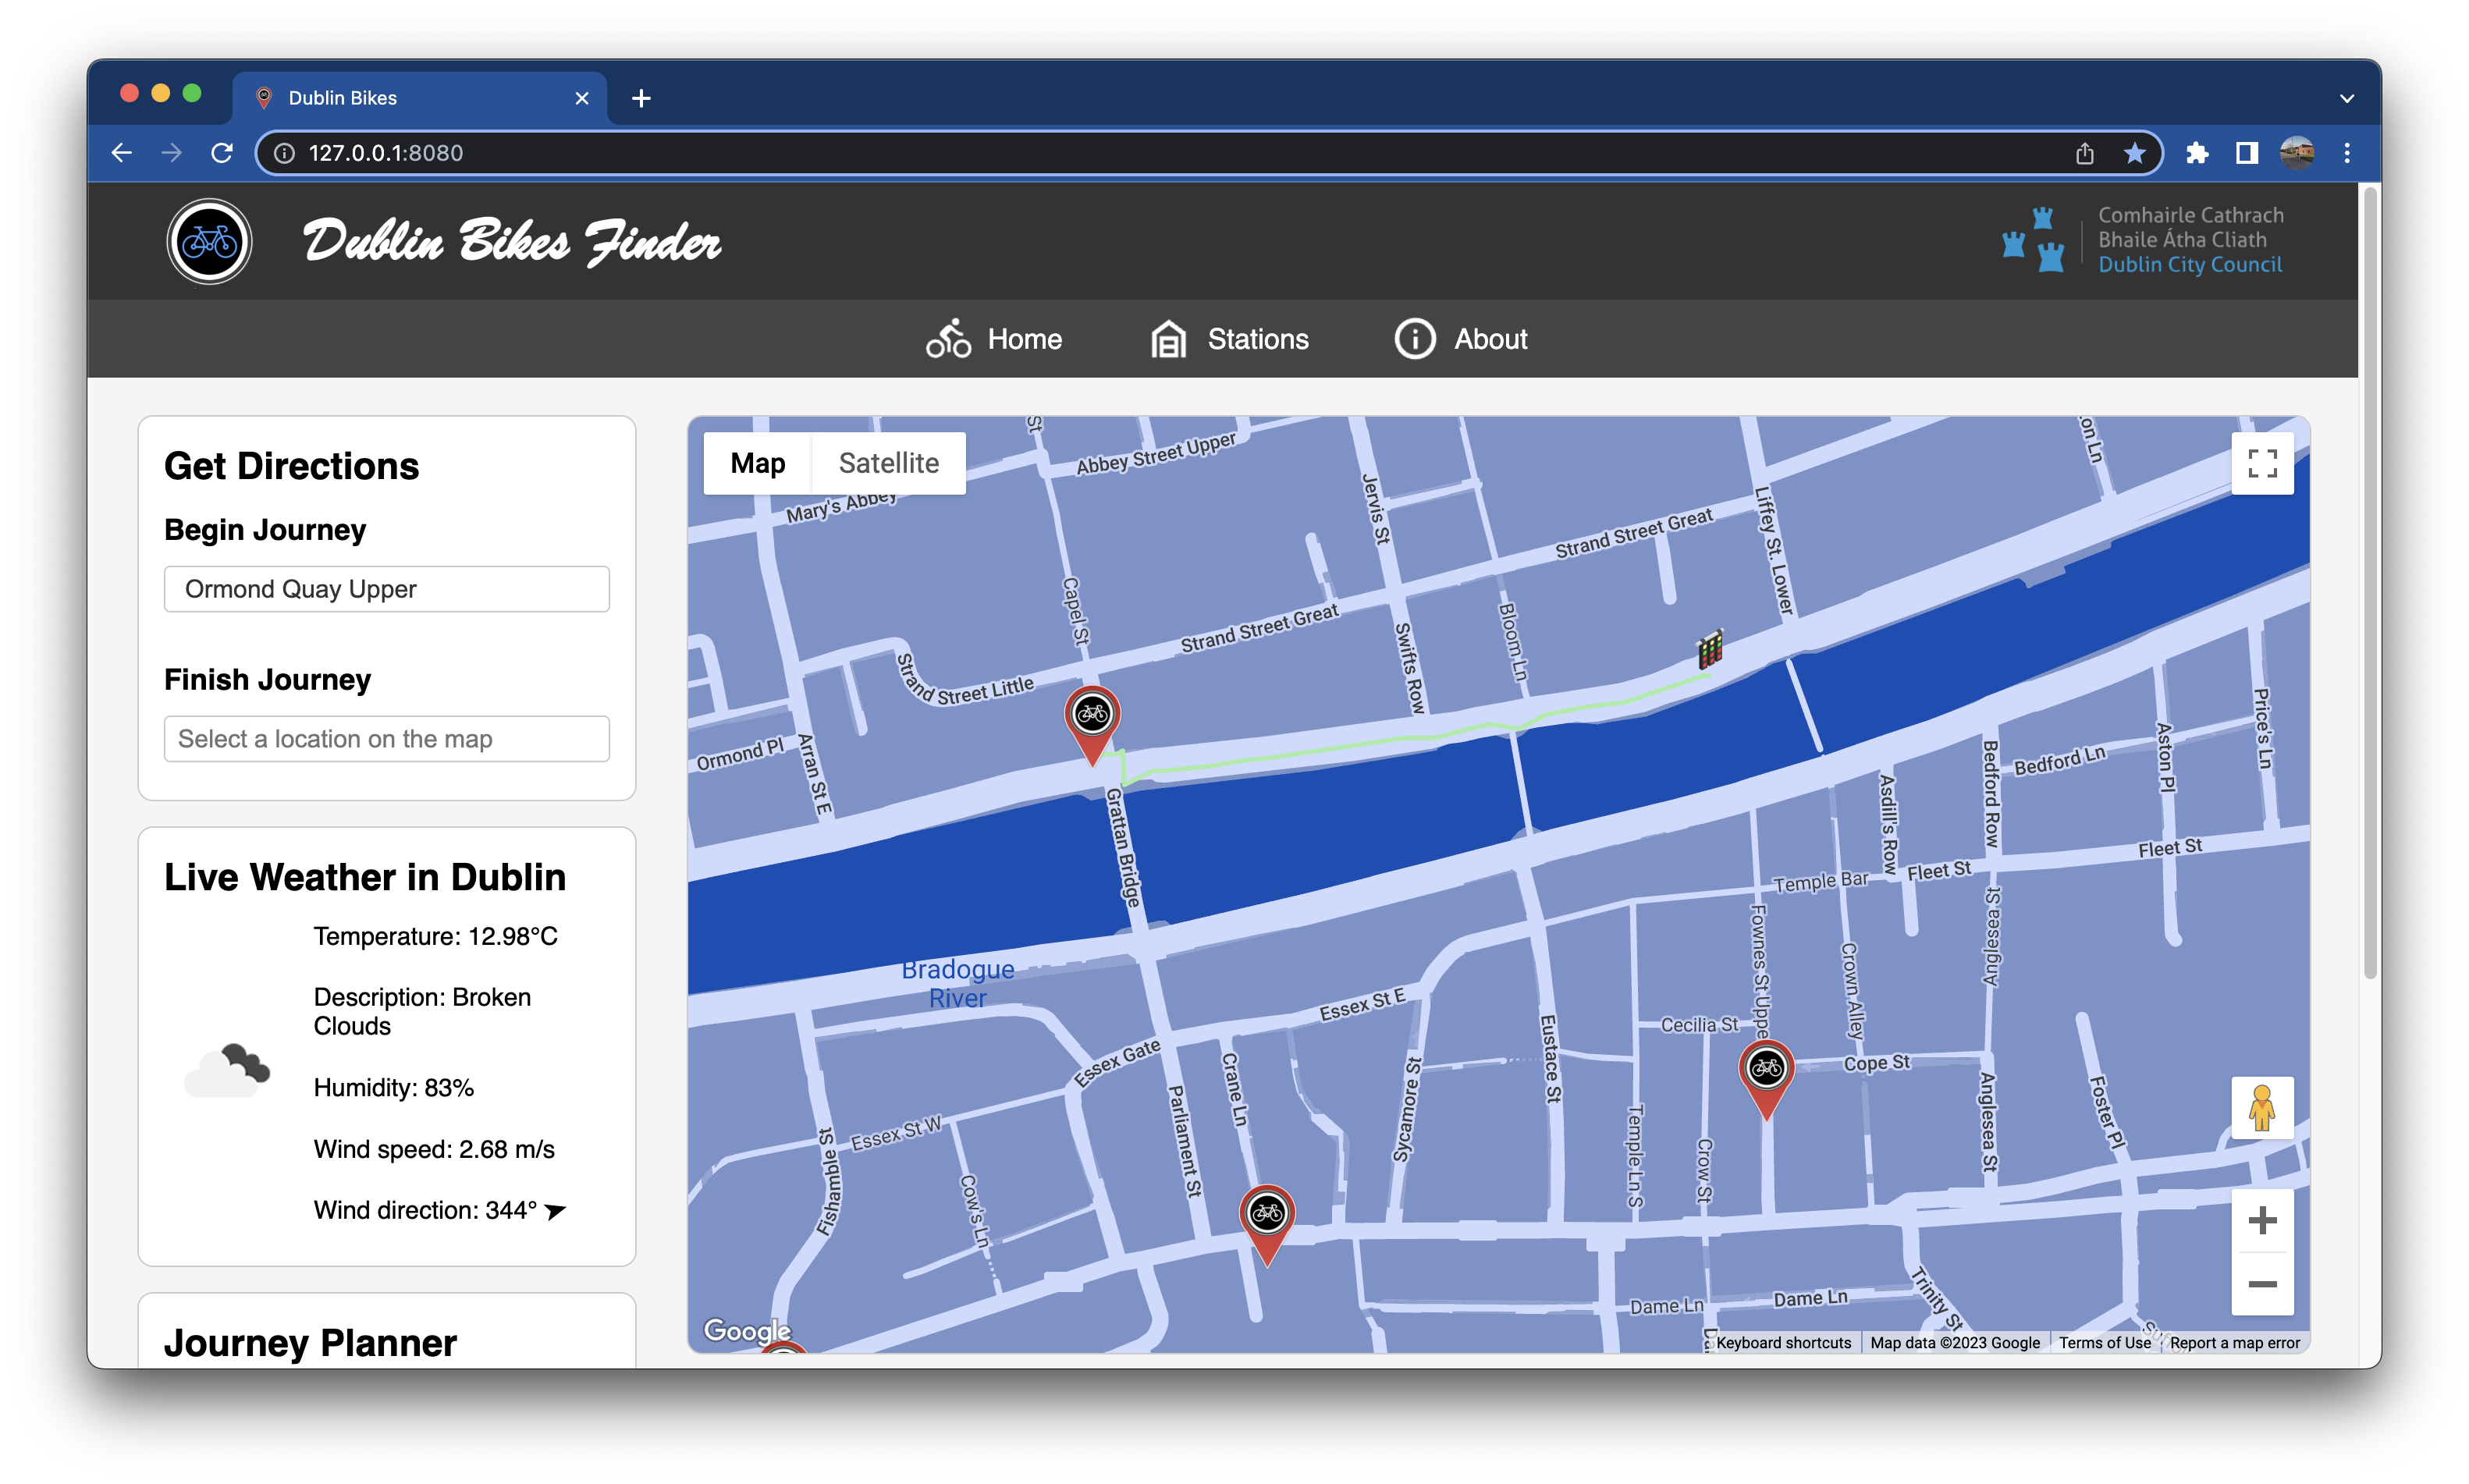 Dublin Bikes
127.0.0.1:8080
Dublin Bikes Finder
Comhairle Cathrach
Bhaile Átha Cliath
Dublin City Council
Home
Stations
About
Get Directions
Begin Journey
Ormond Quay Upper
Finish Journey
Select a location on the map
Live Weather in Dublin
Temperature: 12.98°C
Description: Broken
Clouds
Humidity: 83%
Wind speed: 2.68 m/s
Wind direction: 344°
Journey Planner
Map
Satellite
St
Abbey Street Upper
Mary's Abbey
Jervis St
Strand Street Great
Liffey St. Lower
on Ln
Capel St
Strand Street Great
Swifts Row
Bloom Ln
Strand Street Little
Ormond Pl
Arran St E
Grattan Bridge
Bedford Row
Bedford Ln
Aston Pl
Price's Ln
Asdill's Row
Fleet St
Fleet St
Temple Bar
Bradogue
River
Fownes St Uppe
Crown Alley
Anglesea St
Essex St E
Cecilia St
Cope St
Essex Gate
Crane Ln
Eustace St
Sycamore St
Parliament St
Temple Ln S
Crow St
Anglesea St
Foster Pl
Essex St W
Fishamble St
Cow's Ln
Dame Ln
Dame Ln
Trinity St
Google
Keyboard shortcuts
Map data ©2023 Google
Terms of Use
Report a map error